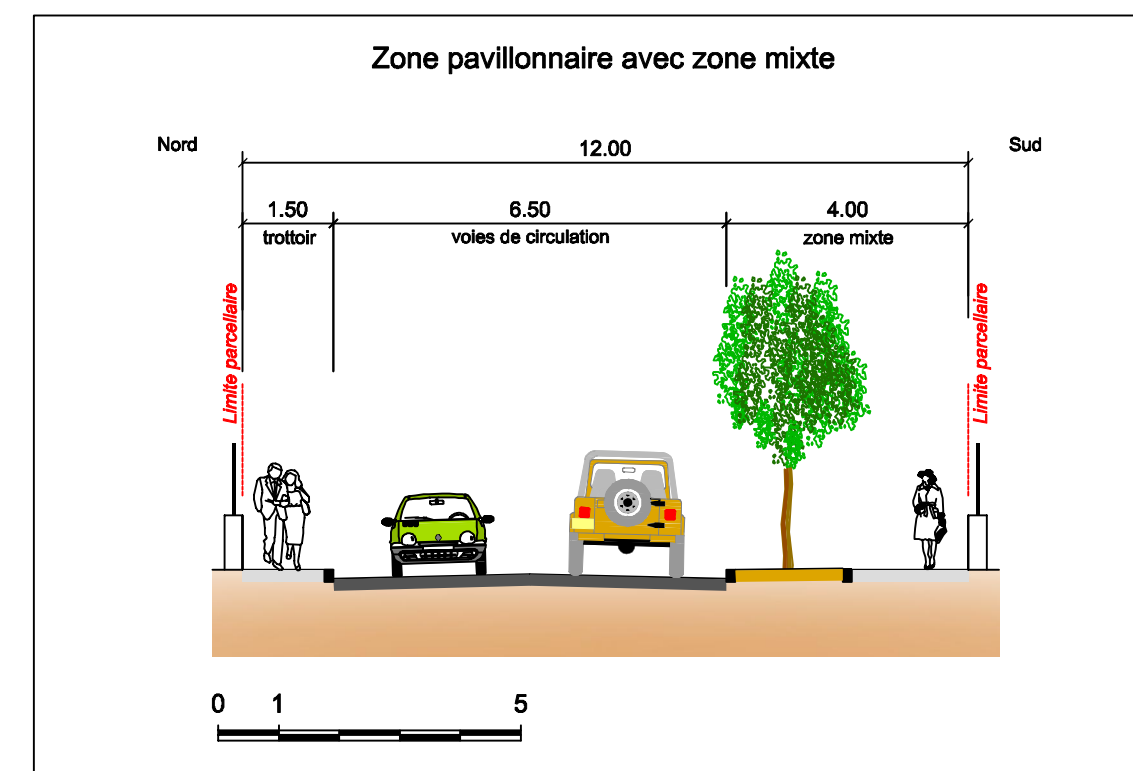 Zone pavillonnaire avec zone mixte
Nord
12.00
Sud
1.50
6.50
4.00
trottoir
voies de circulation
zone mixte
Limite parcellaire
Limite parcellaire
0 1 5